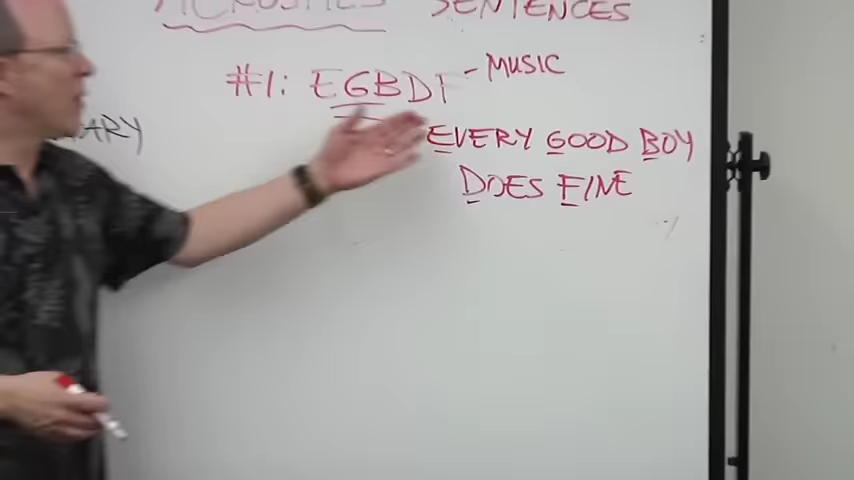 ACROSTICS SENTENCES
#1: EGBDF - MUSIC
ARY
EVERY GOOD BOY
DOES FINE